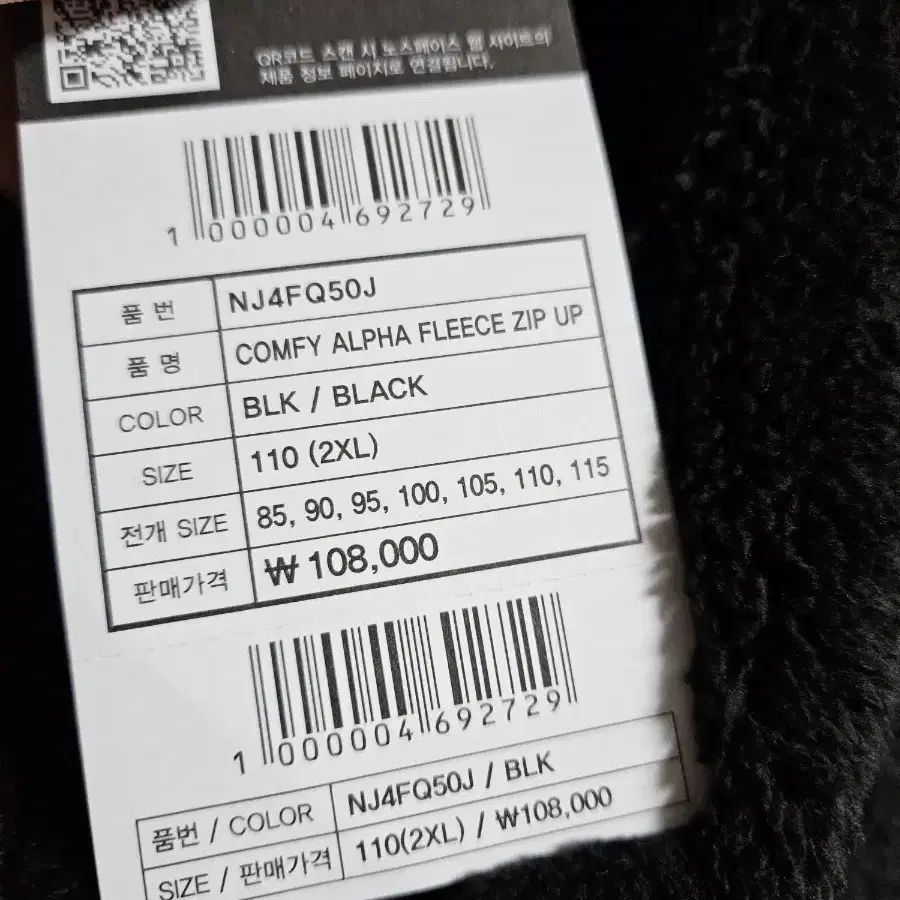 QR코드 스캔 시 노스페이스 웹 사이트의
제품 정보 페이지로 연결됩니다.
1 000004 692729
품 번 NJ4FQ50J
품 명 COMFY ALPHA FLEECE ZIP UP
COLOR BLK / BLACK
SIZE 110 (2XL)
전개 SIZE 85, 90, 95, 100, 105, 110, 115
판매가격 ₩ 108,000
1 000004 692729
품번 / COLOR NJ4FQ50J / BLK
SIZE / 판매가격 110(2XL) / ₩108,000